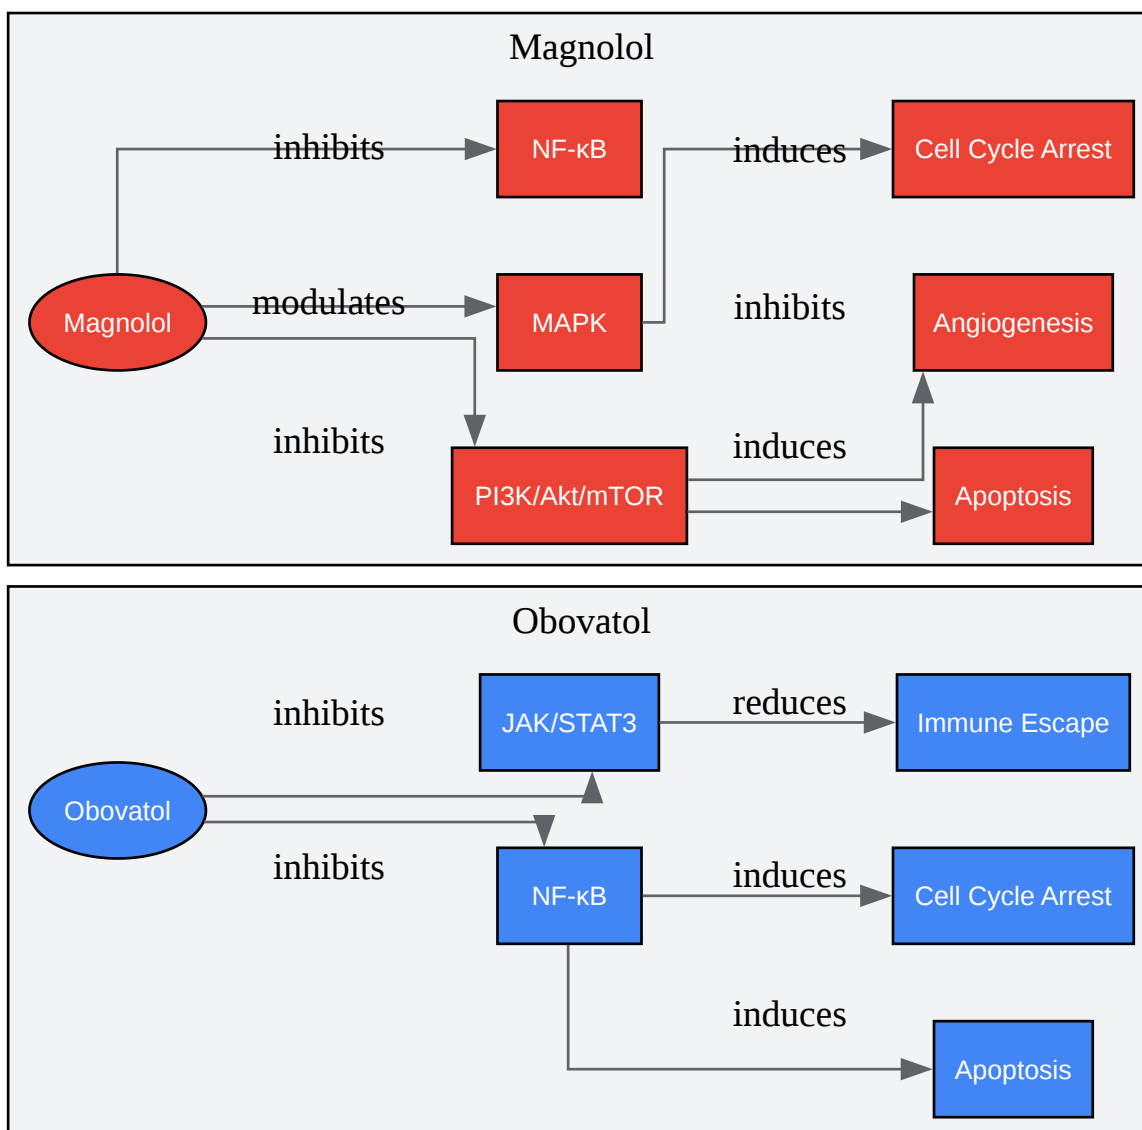 Magnolol
inhibits
NF-κB
induces
Cell Cycle Arrest
Magnolol
modulates
MAPK
inhibits
Angiogenesis
inhibits
PI3K/Akt/mTOR
induces
Apoptosis
Obovatol
inhibits
JAK/STAT3
reduces
Immune Escape
Obovatol
inhibits
NF-κB
induces
Cell Cycle Arrest
induces
Apoptosis